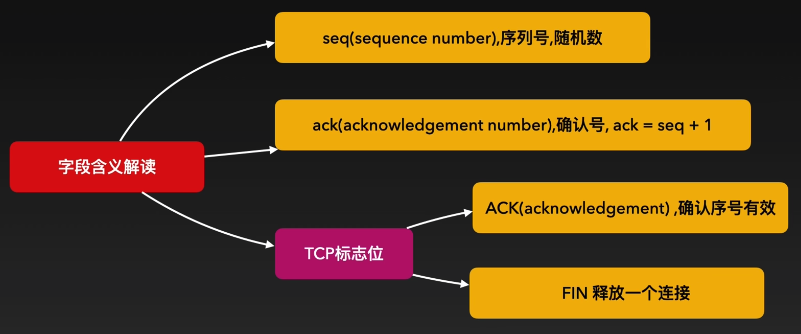 seq(sequence number),序列号,随机数
ack(acknowledgement number),确认号, ack = seq + 1
字段含义解读
ACK(acknowledgement) ,确认序号有效
TCP标志位
FIN 释放一个连接